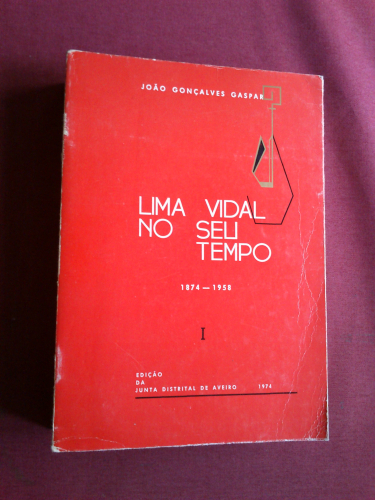 JOÃO GONÇALVES GASPAR
LIMA VIDAL
NO SEU
TEMPO
1874 — 1958
I
EDIÇÃO
DA
JUNTA DISTRITAL DE AVEIRO 1974